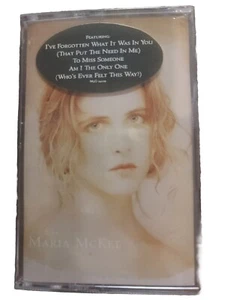 FEATURING
I'VE FORGOTTEN WHAT IT WAS IN YOU
(THAT PUT THE NEED IN ME)
TO MISS SOMEONE
AM I THE ONLY ONE
(WHO'S EVER FELT THIS WAY?)
MARIA MCKEE